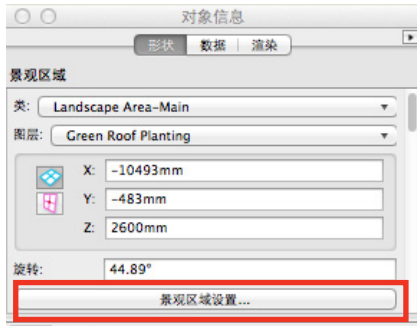 对象信息
形状 数据 渲染
景观区域
类: Landscape Area-Main
图层: Green Roof Planting
X: -10493mm
Y: -483mm
Z: 2600mm
旋转: 44.89°
景观区域设置...